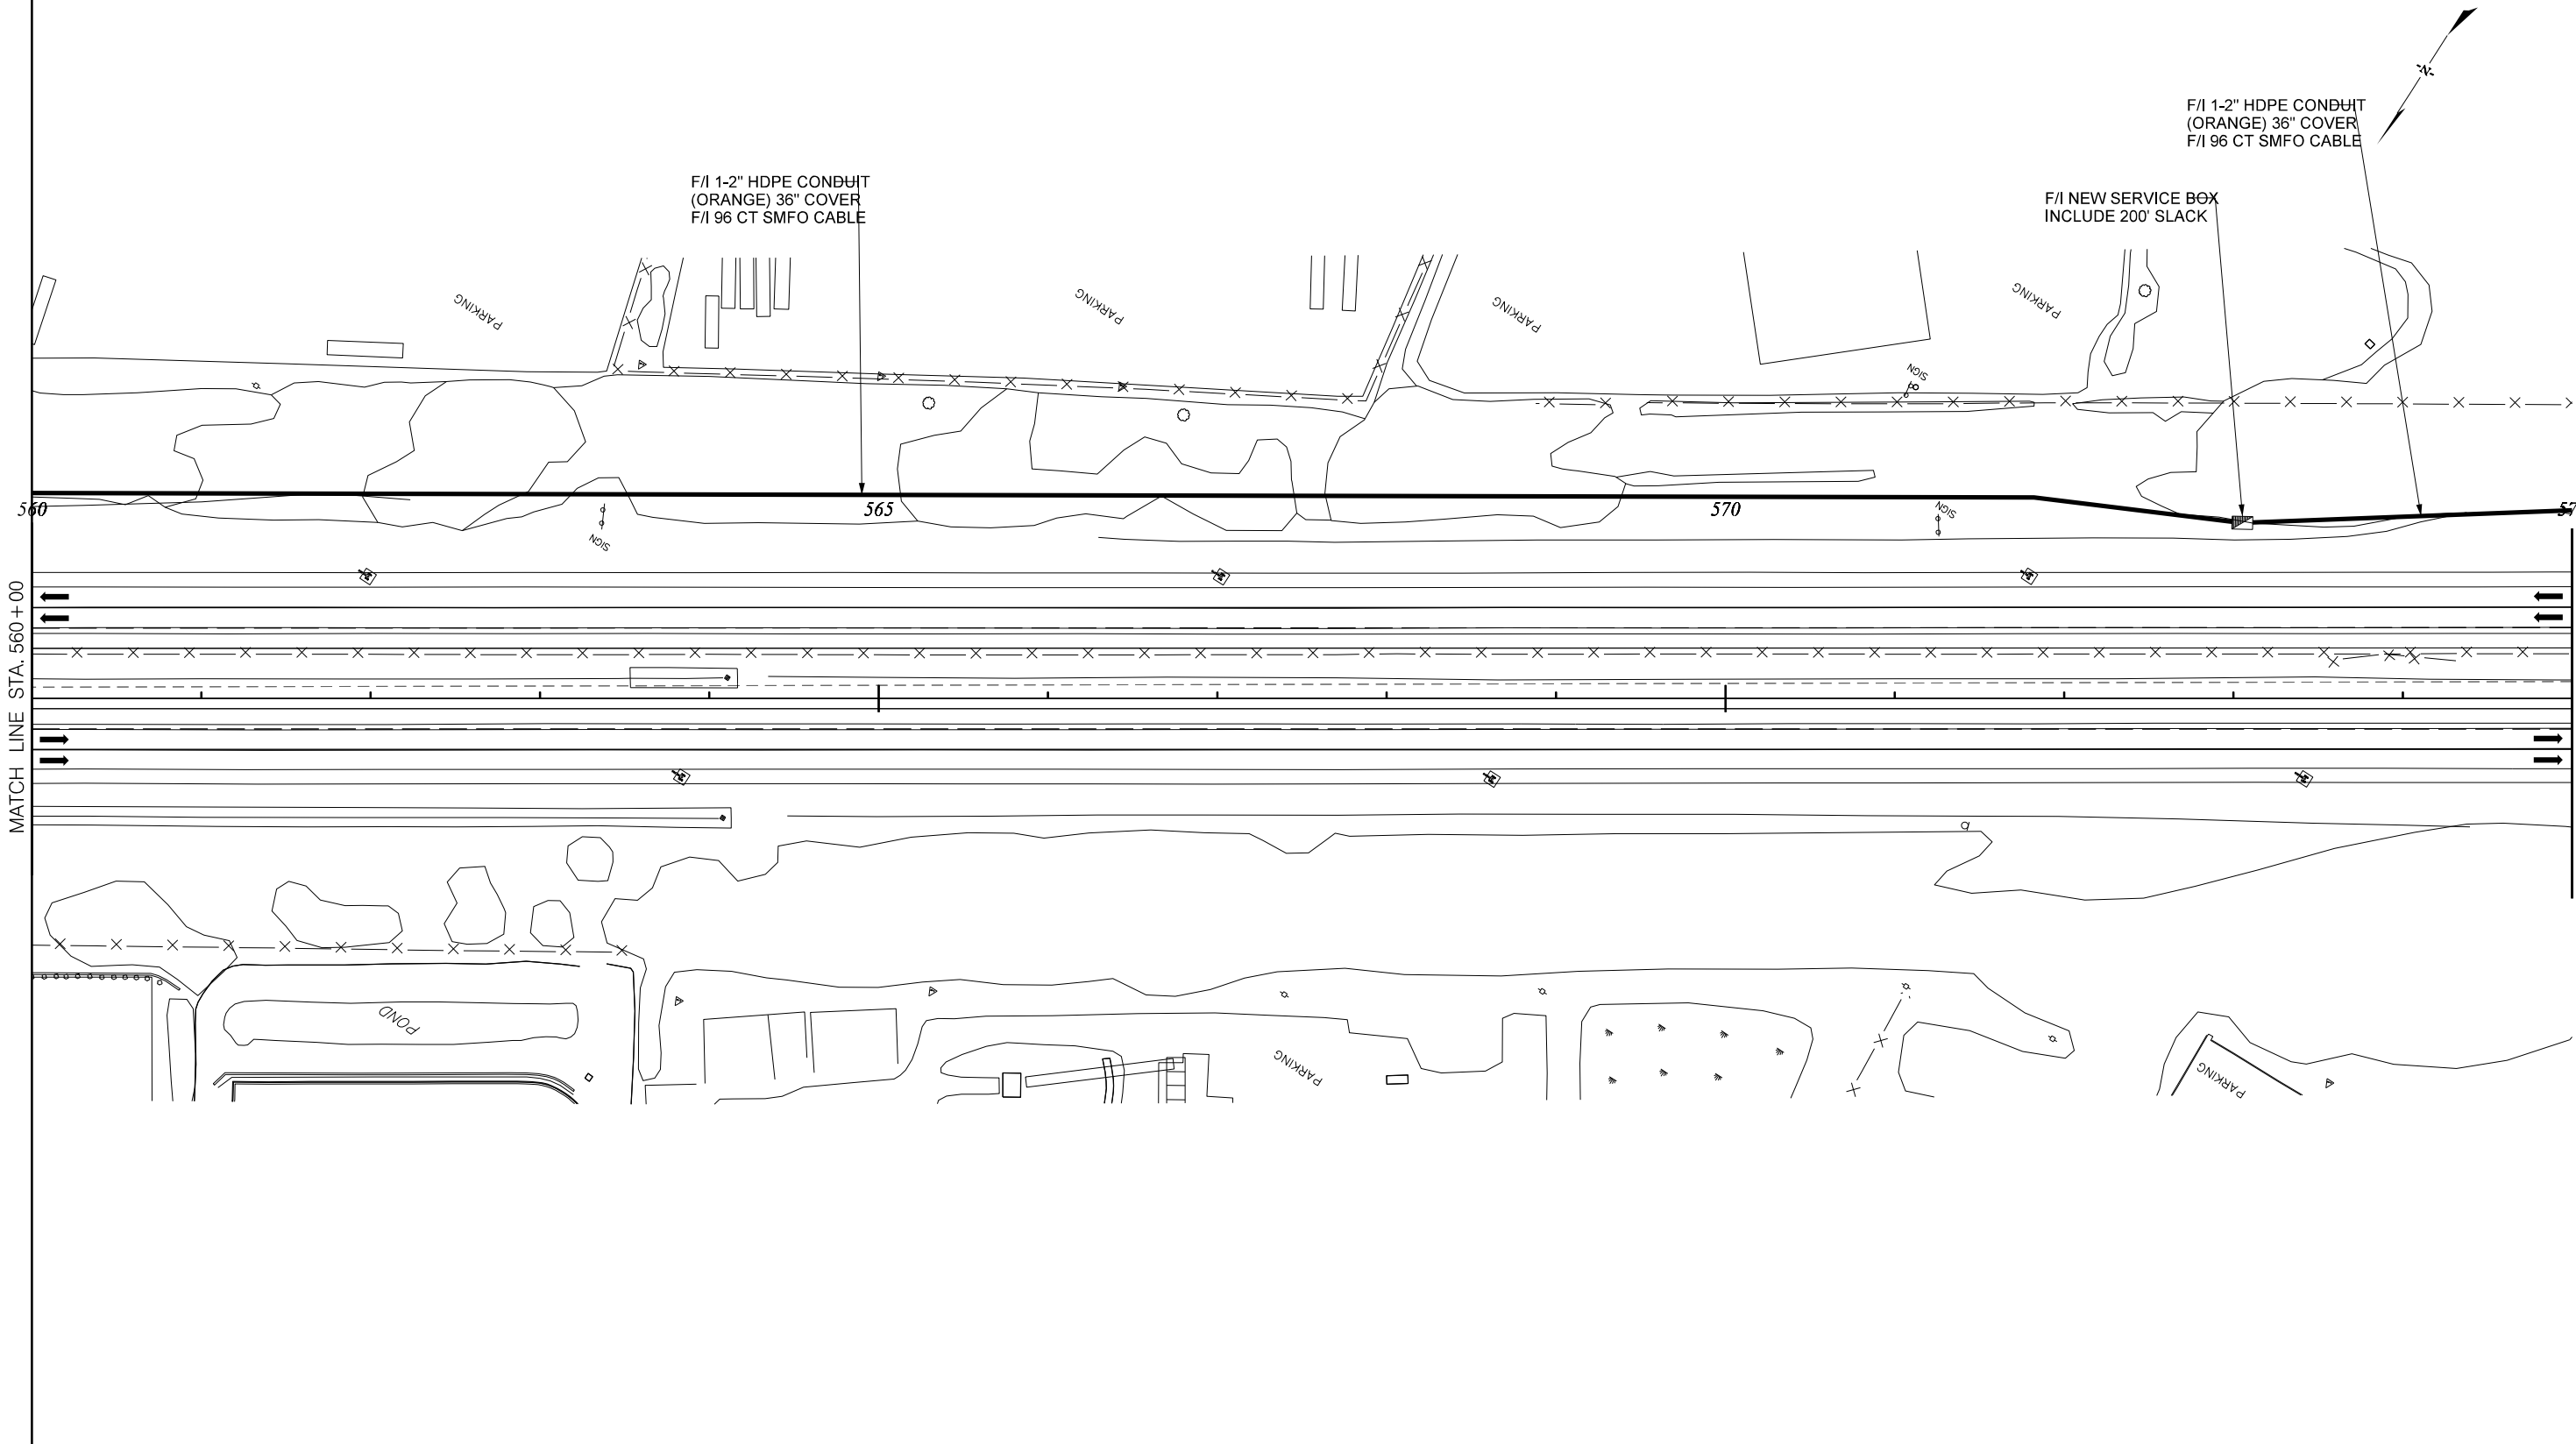 -N-
F/I 1-2" HDPE CONDUIT
(ORANGE) 36" COVER
F/I 96 CT SMFO CABLE
F/I 1-2" HDPE CONDUIT
(ORANGE) 36" COVER
F/I 96 CT SMFO CABLE
F/I NEW SERVICE BOX
INCLUDE 200' SLACK
PARKING
PARKING
PARKING
PARKING
SIGN
560
565
570
57
SIGN
SIGN
MATCH LINE STA. 560+00
POND
PARKING
PARKING